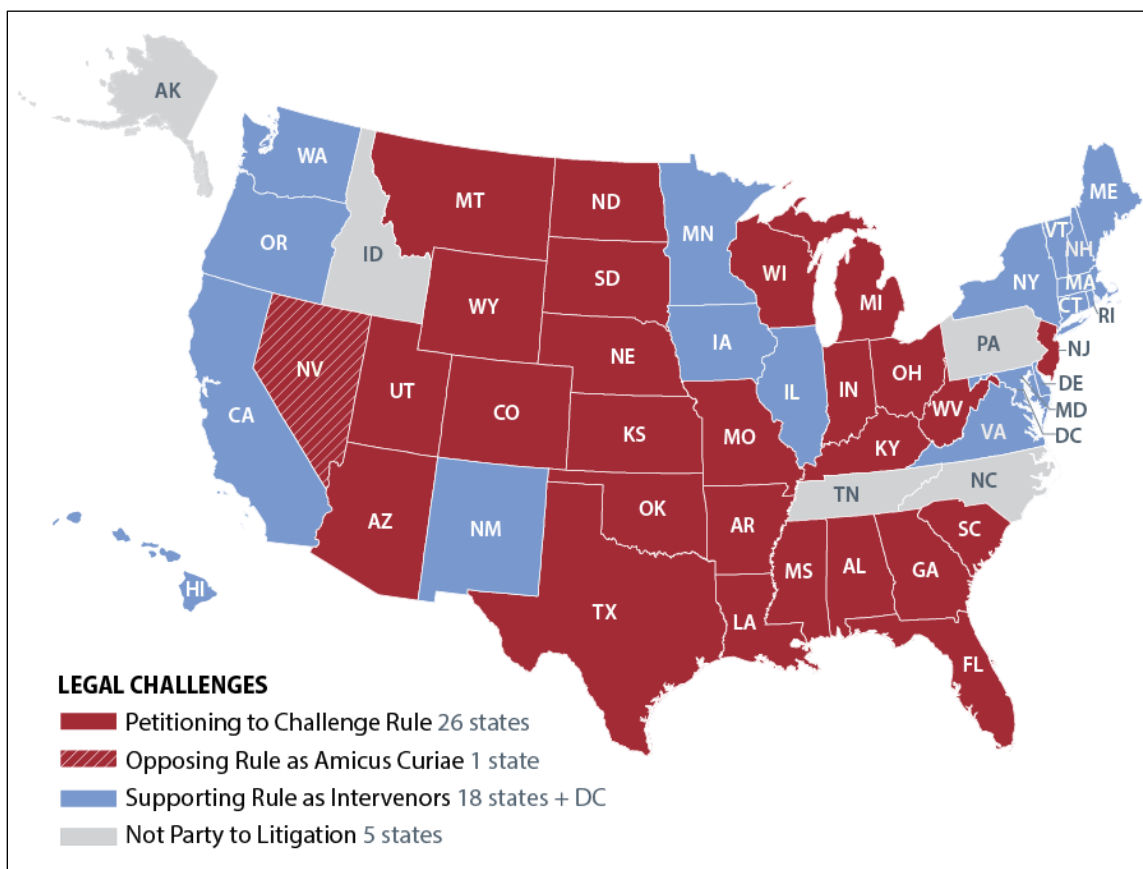 AK
WA
MT
ND
MN
ME
VT
NH
OR
ID
SD
WI
NY
MA
CT
RI
WY
MI
IA
PA
NJ
NE
NV
UT
CO
IL
IN
OH
DE
MD
DC
CA
KS
MO
WV
VA
KY
AZ
NM
OK
AR
TN
NC
SC
HI
TX
LA
MS
AL
GA
FL
LEGAL CHALLENGES
Petitioning to Challenge Rule 26 states
Opposing Rule as Amicus Curiae 1 state
Supporting Rule as Intervenors 18 states + DC
Not Party to Litigation 5 states